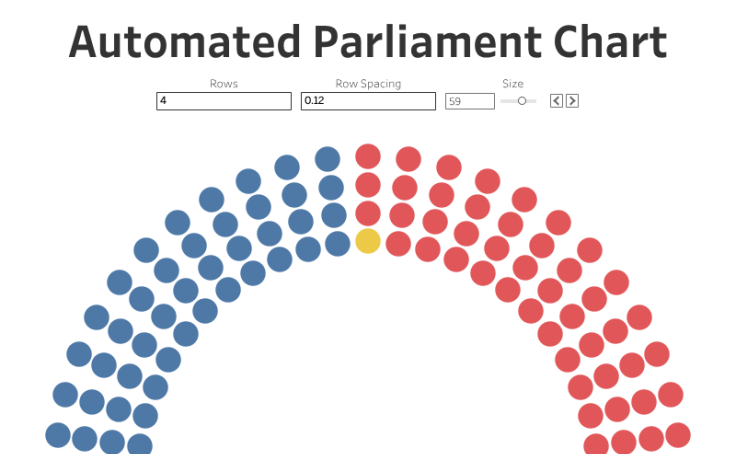 Automated Parliament Chart
Rows Row Spacing Size
4 0.12 59